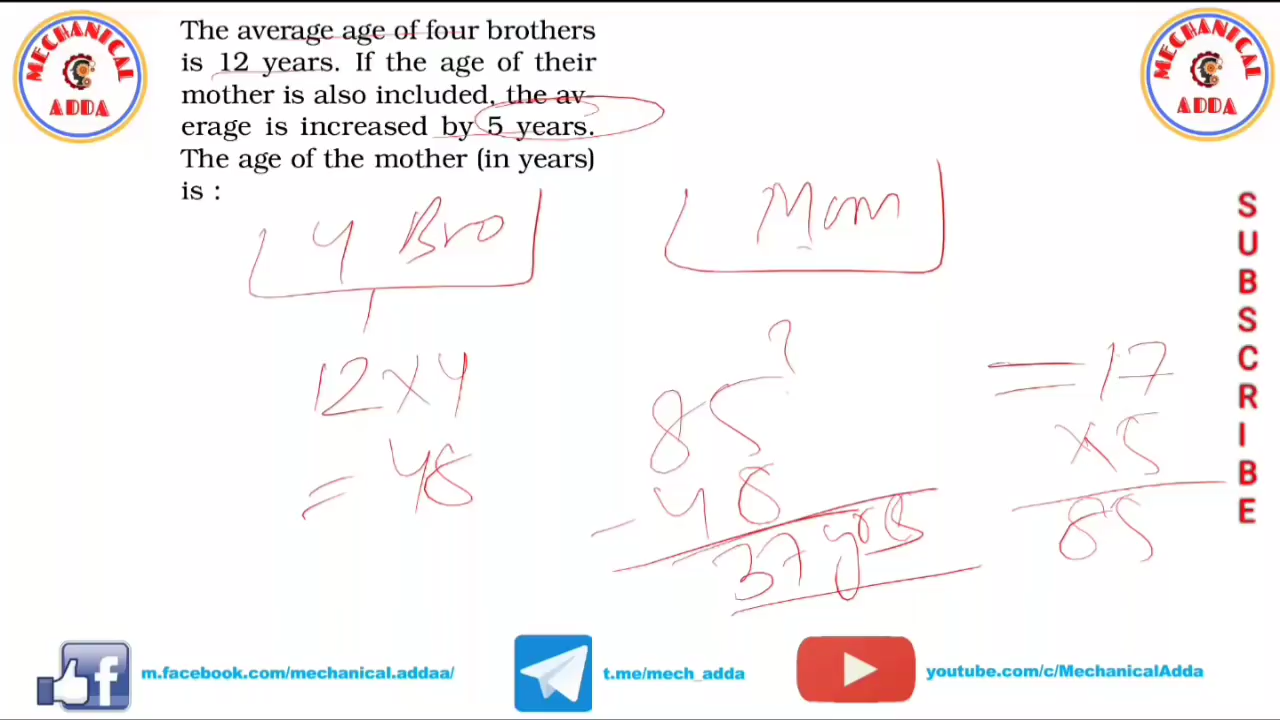 MECHANICAL
ADDA
The average age of four brothers
is 12 years. If the age of their
mother is also included, the av-
erage is increased by 5 years.
The age of the mother (in years)
is :
MECHANICAL
ADDA
4 Bro
Mom
12 × 4
= 48
?
85
- 48
37 yrs
= 17
× 5
85
SUBSCRIBE
m.facebook.com/mechanical.addaa/
t.me/mech_adda
youtube.com/c/MechanicalAdda